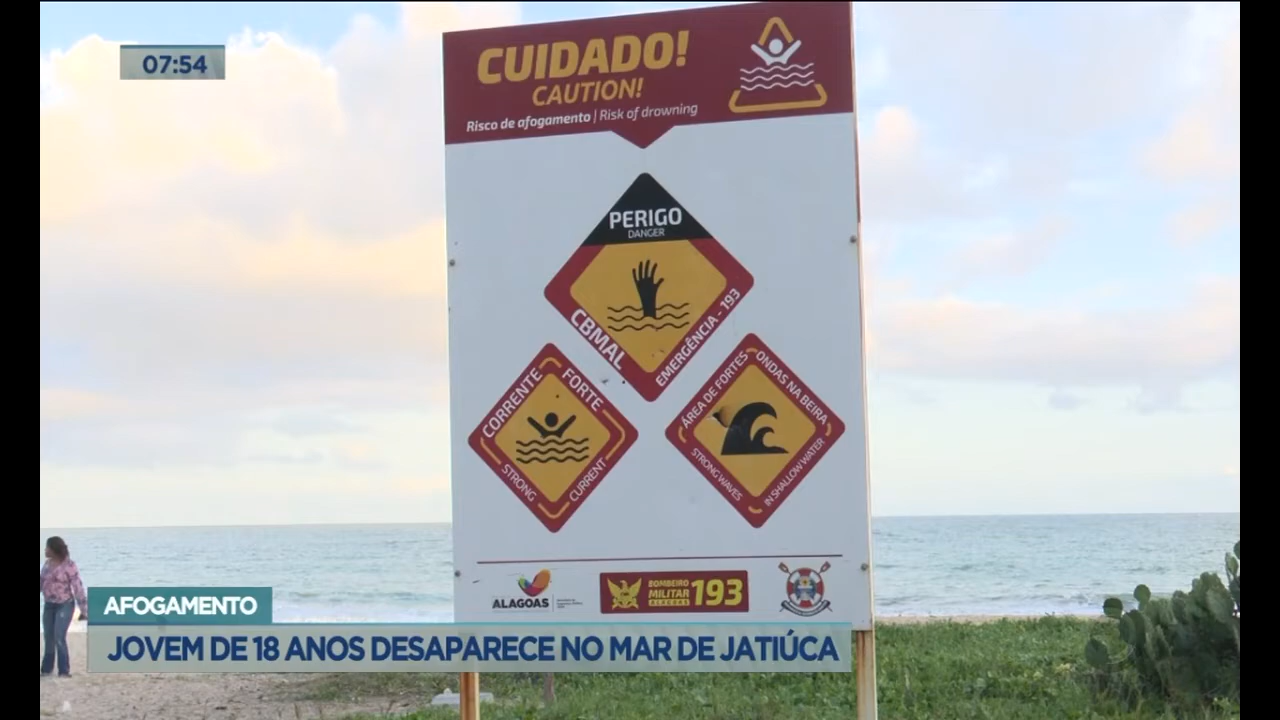 07:54
CUIDADO!
CAUTION!
Risco de afogamento | Risk of drowning
PERIGO
DANGER
CBMAL
EMERGÊNCIA - 193
CORRENTE
FORTE
STRONG
CURRENT
ÁREA DE FORTES
ONDAS NA BEIRA
STRONG WAVES
IN SHALLOW WATER
ALAGOAS
BOMBEIRO
MILITAR
ALAGOAS
193
AFOGAMENTO
JOVEM DE 18 ANOS DESAPARECE NO MAR DE JATIÚCA